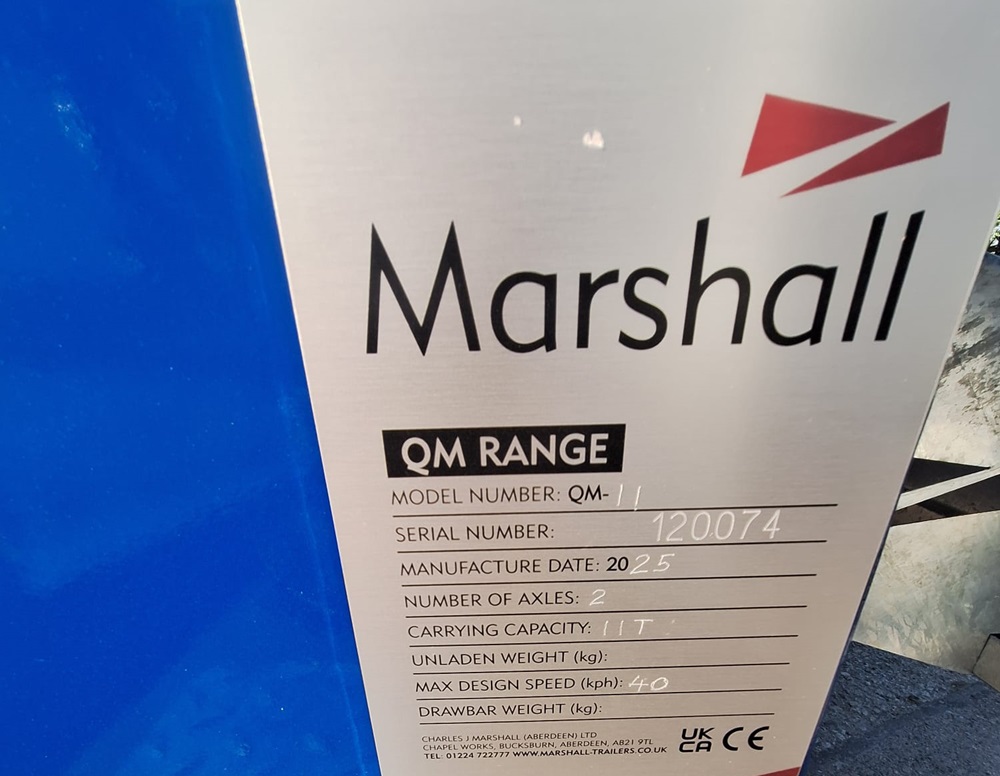 Marshall
QM RANGE
MODEL NUMBER: QM-11
SERIAL NUMBER: 120074
MANUFACTURE DATE: 2025
NUMBER OF AXLES: 2
CARRYING CAPACITY: 11T
UNLADEN WEIGHT (kg):
MAX DESIGN SPEED (kph): 40
DRAWBAR WEIGHT (kg):
CHARLES J MARSHALL (ABERDEEN) LTD
CHAPEL WORKS, BUCKSBURN, ABERDEEN, AB21 9TL
TEL: 01224 722777 WWW.MARSHALL-TRAILERS.CO.UK
UK
CA CE